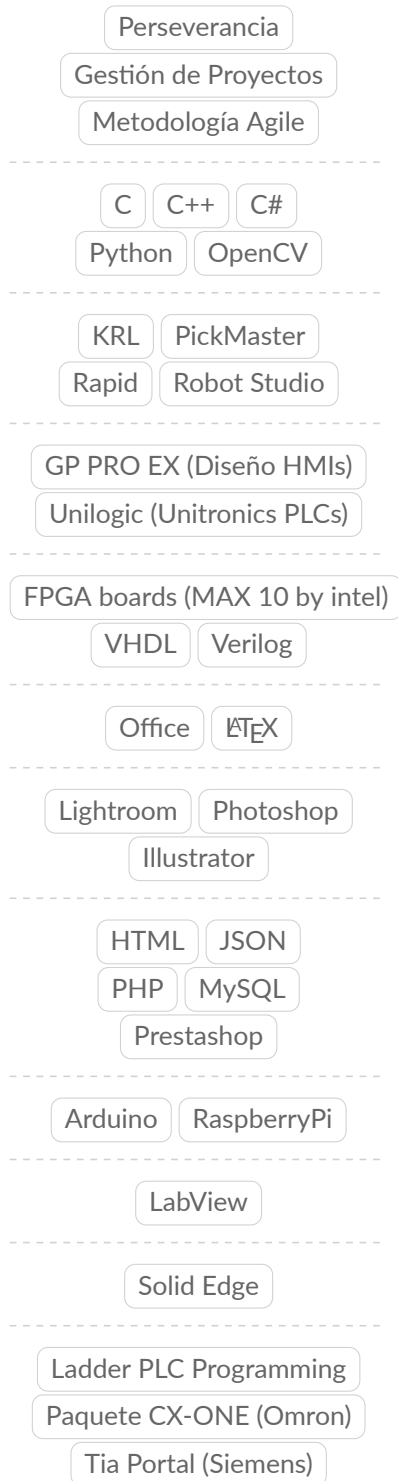 Perseverancia
Gestión de Proyectos
Metodología Agile
C C++ C#
Python OpenCV
KRL PickMaster
Rapid Robot Studio
GP PRO EX (Diseño HMIs)
Unilogic (Unitronics PLCs)
FPGA boards (MAX 10 by intel)
VHDL Verilog
Office LATEX
Lightroom Photoshop
Illustrator
HTML JSON
PHP MySQL
Prestashop
Arduino RaspberryPi
LabView
Solid Edge
Ladder PLC Programming
Paquete CX-ONE (Omron)
Tia Portal (Siemens)